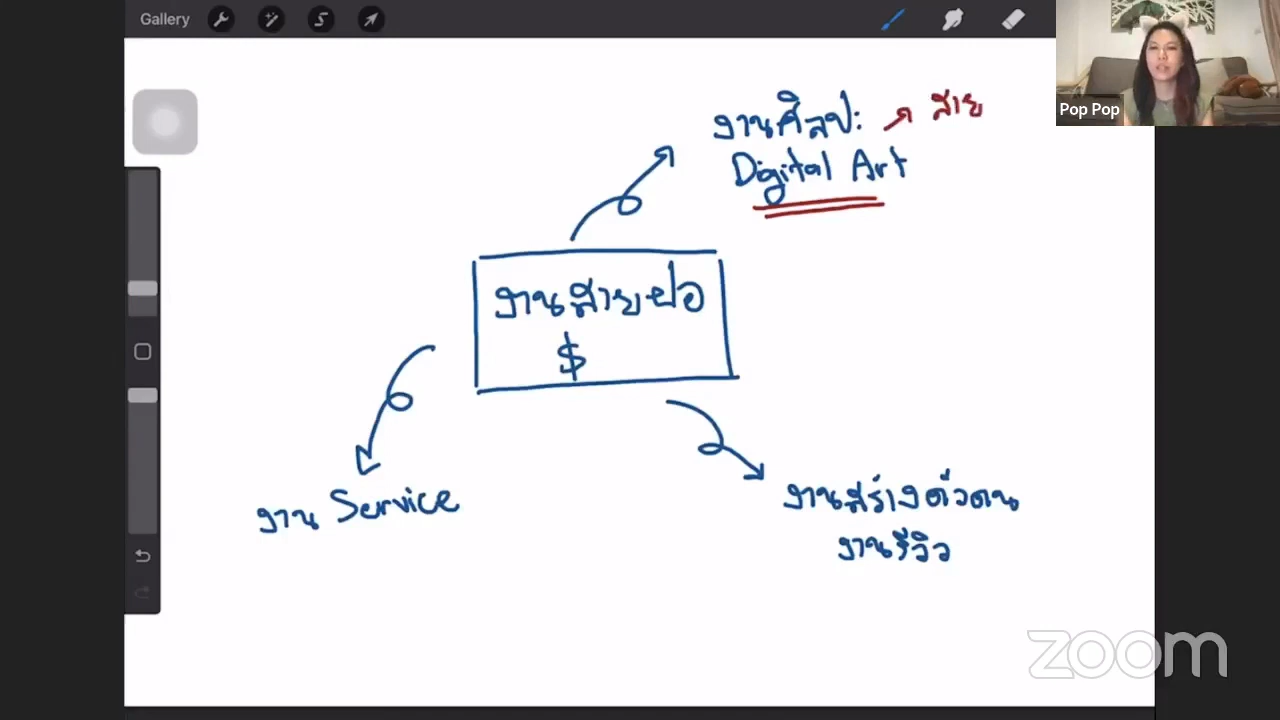 Gallery
Pop Pop
งานศิลปะ
Digital Art
สาย
งานสายย่อ
$
งาน Service
งานสร้างตัวตน
งานรีวิว
zoom